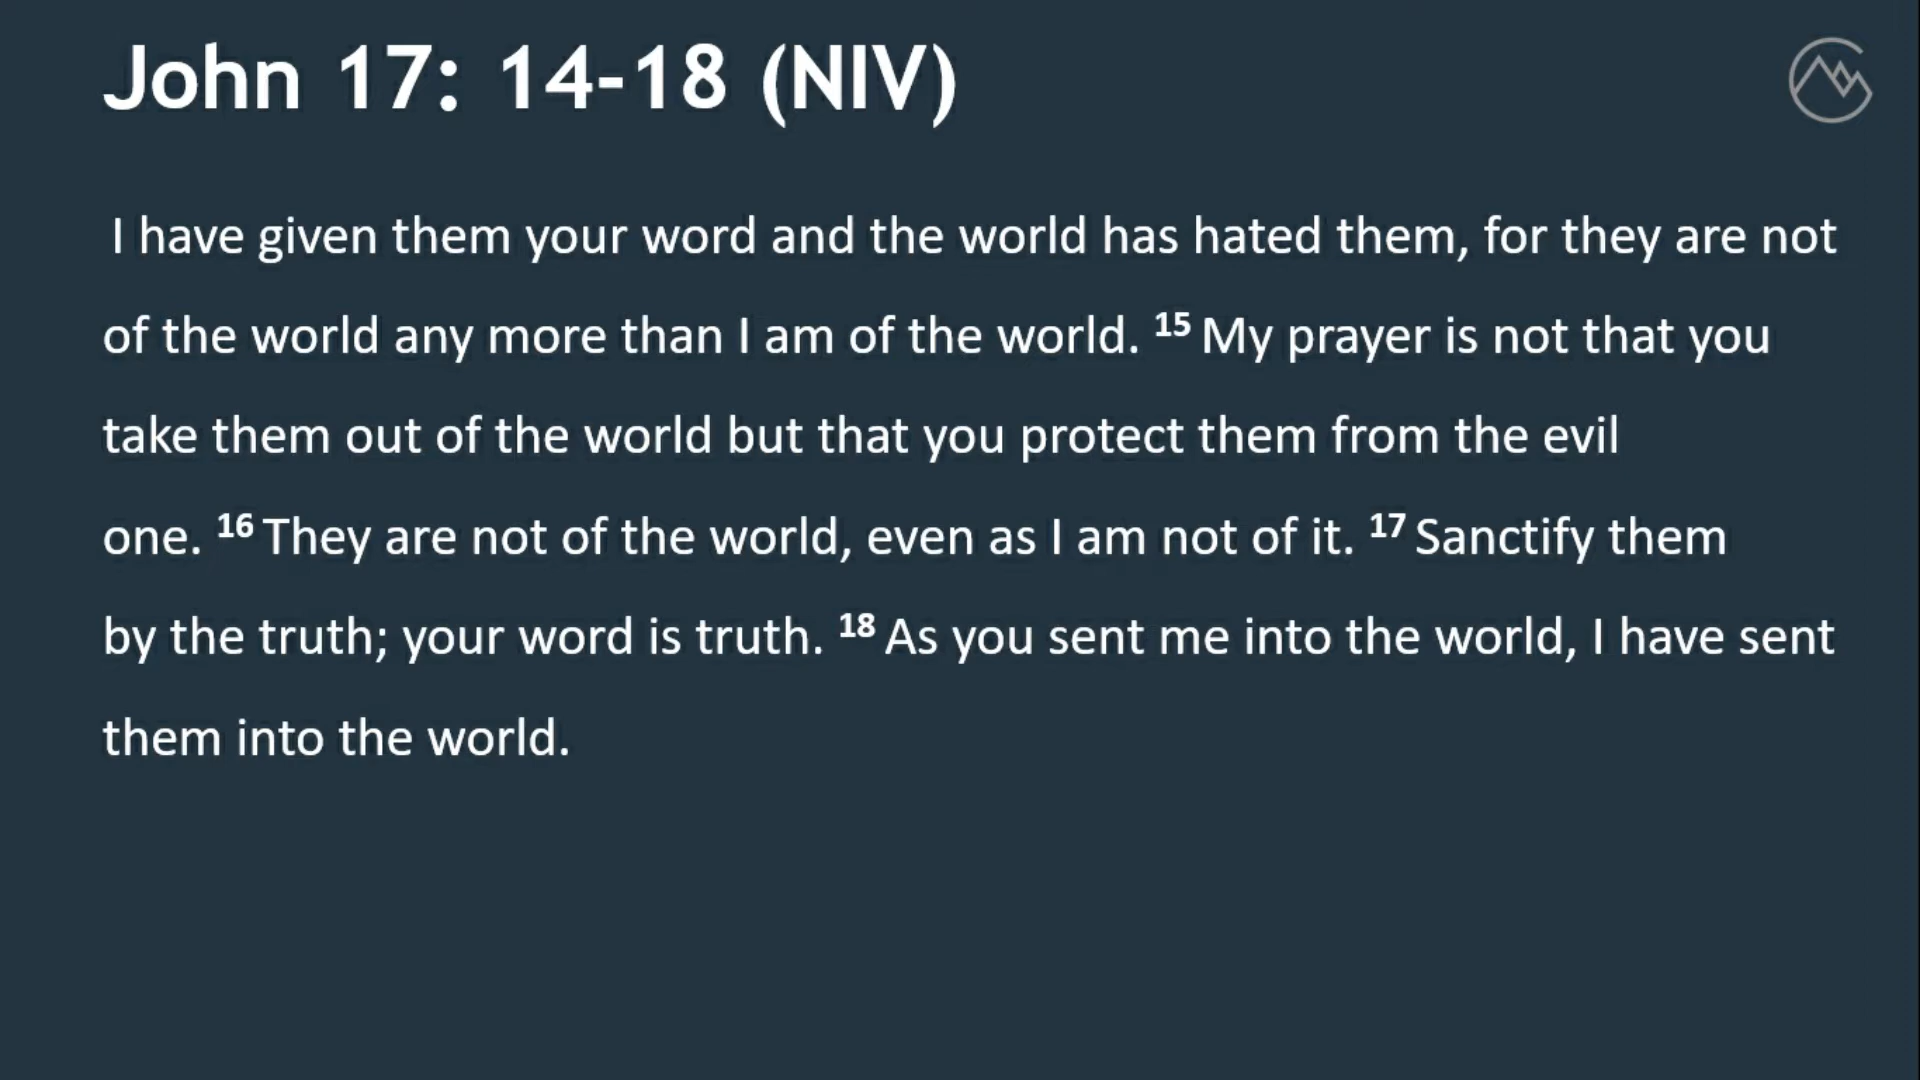 John 17: 14-18 (NIV)
I have given them your word and the world has hated them, for they are not
of the world any more than I am of the world. 15 My prayer is not that you
take them out of the world but that you protect them from the evil
one. 16 They are not of the world, even as I am not of it. 17 Sanctify them
by the truth; your word is truth. 18 As you sent me into the world, I have sent
them into the world.